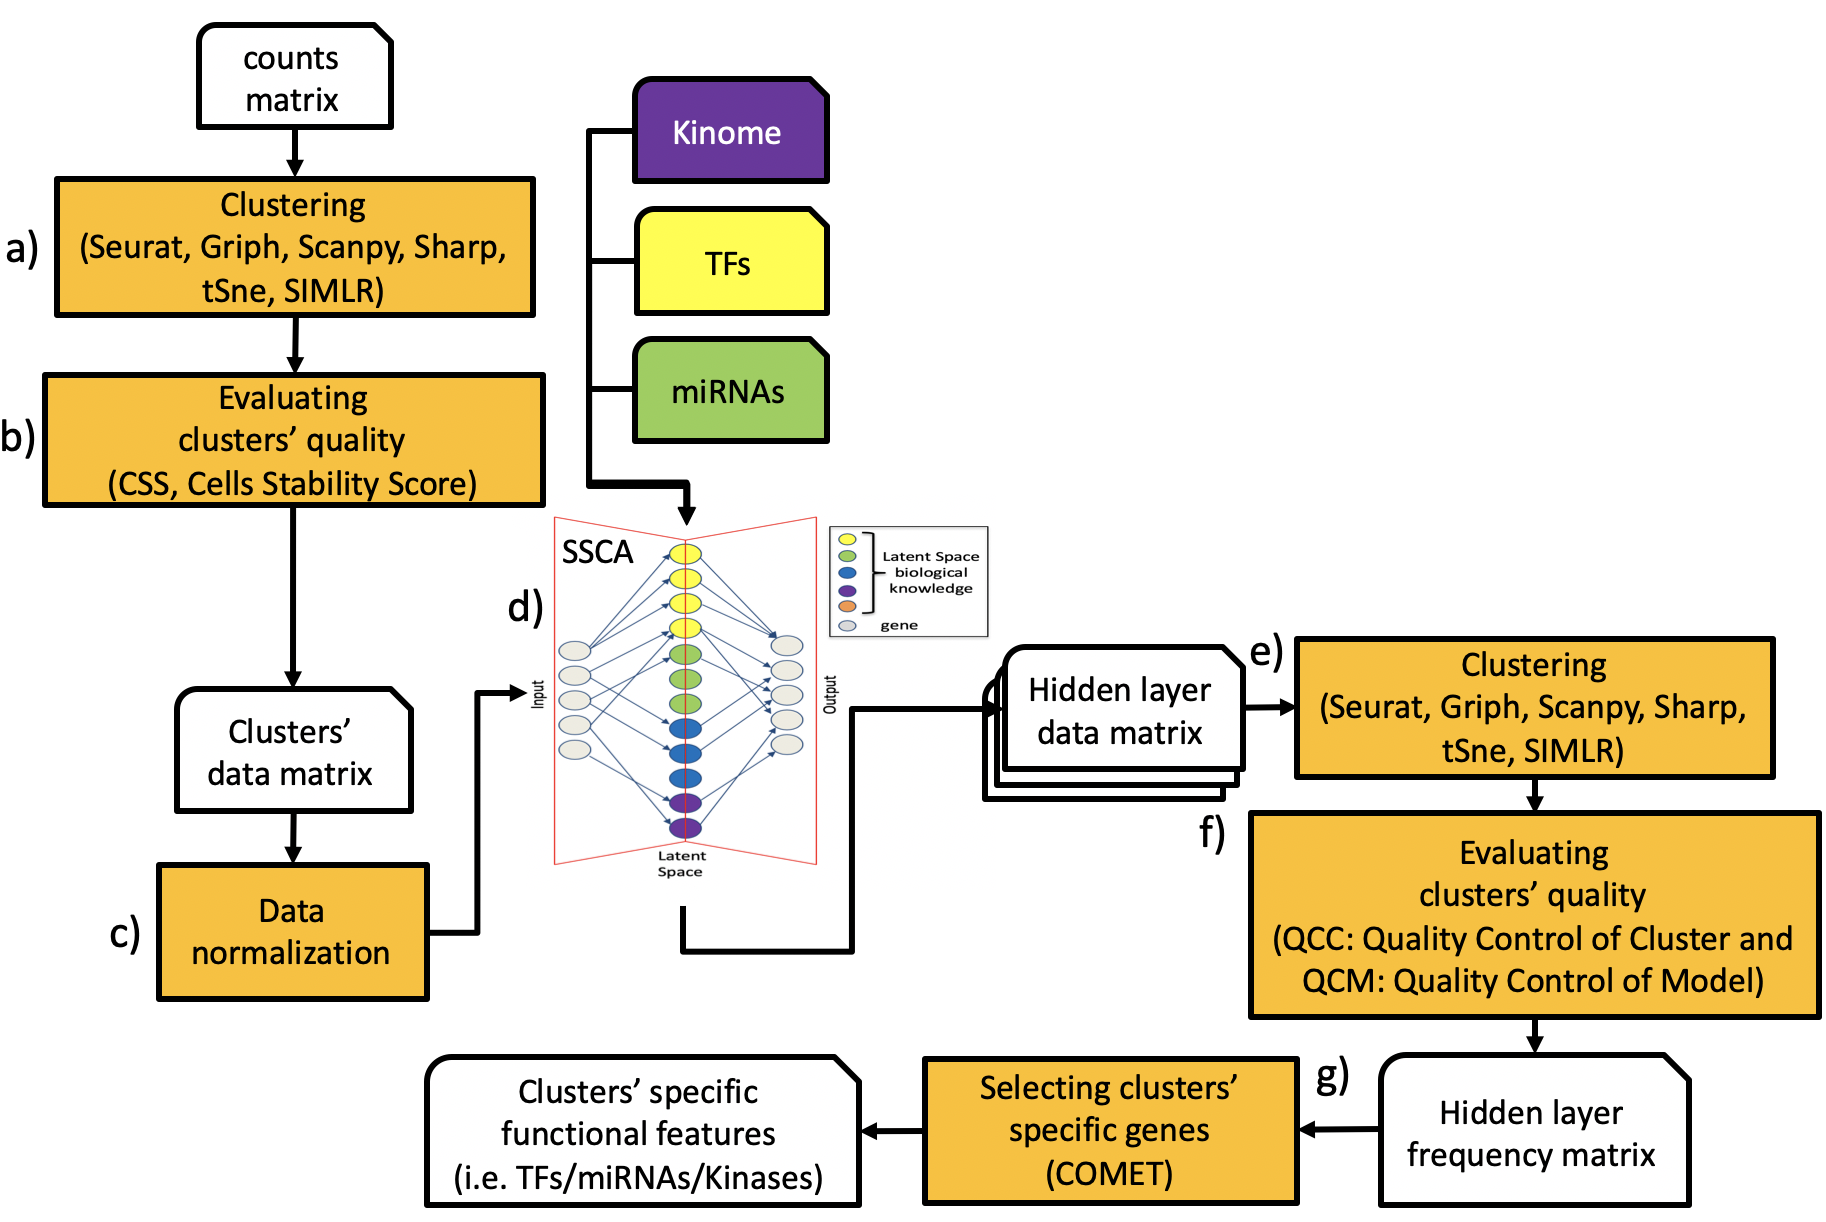 counts
matrix
a)
Clustering
(Seurat, Griph, Scanpy, Sharp,
tSne, SIMLR)
b)
Evaluating
clusters’ quality
(CSS, Cells Stability Score)
Clusters’
data matrix
c)
Data
normalization
Kinome
TFs
miRNAs
d)
SSCA
Input
Output
Latent
Space
Latent Space
biological
knowledge
gene
Hidden layer
data matrix
e)
Clustering
(Seurat, Griph, Scanpy, Sharp,
tSne, SIMLR)
f)
Evaluating
clusters’ quality
(QCC: Quality Control of Cluster and
QCM: Quality Control of Model)
Hidden layer
frequency matrix
g)
Selecting clusters’
specific genes
(COMET)
Clusters’ specific
functional features
(i.e. TFs/miRNAs/Kinases)